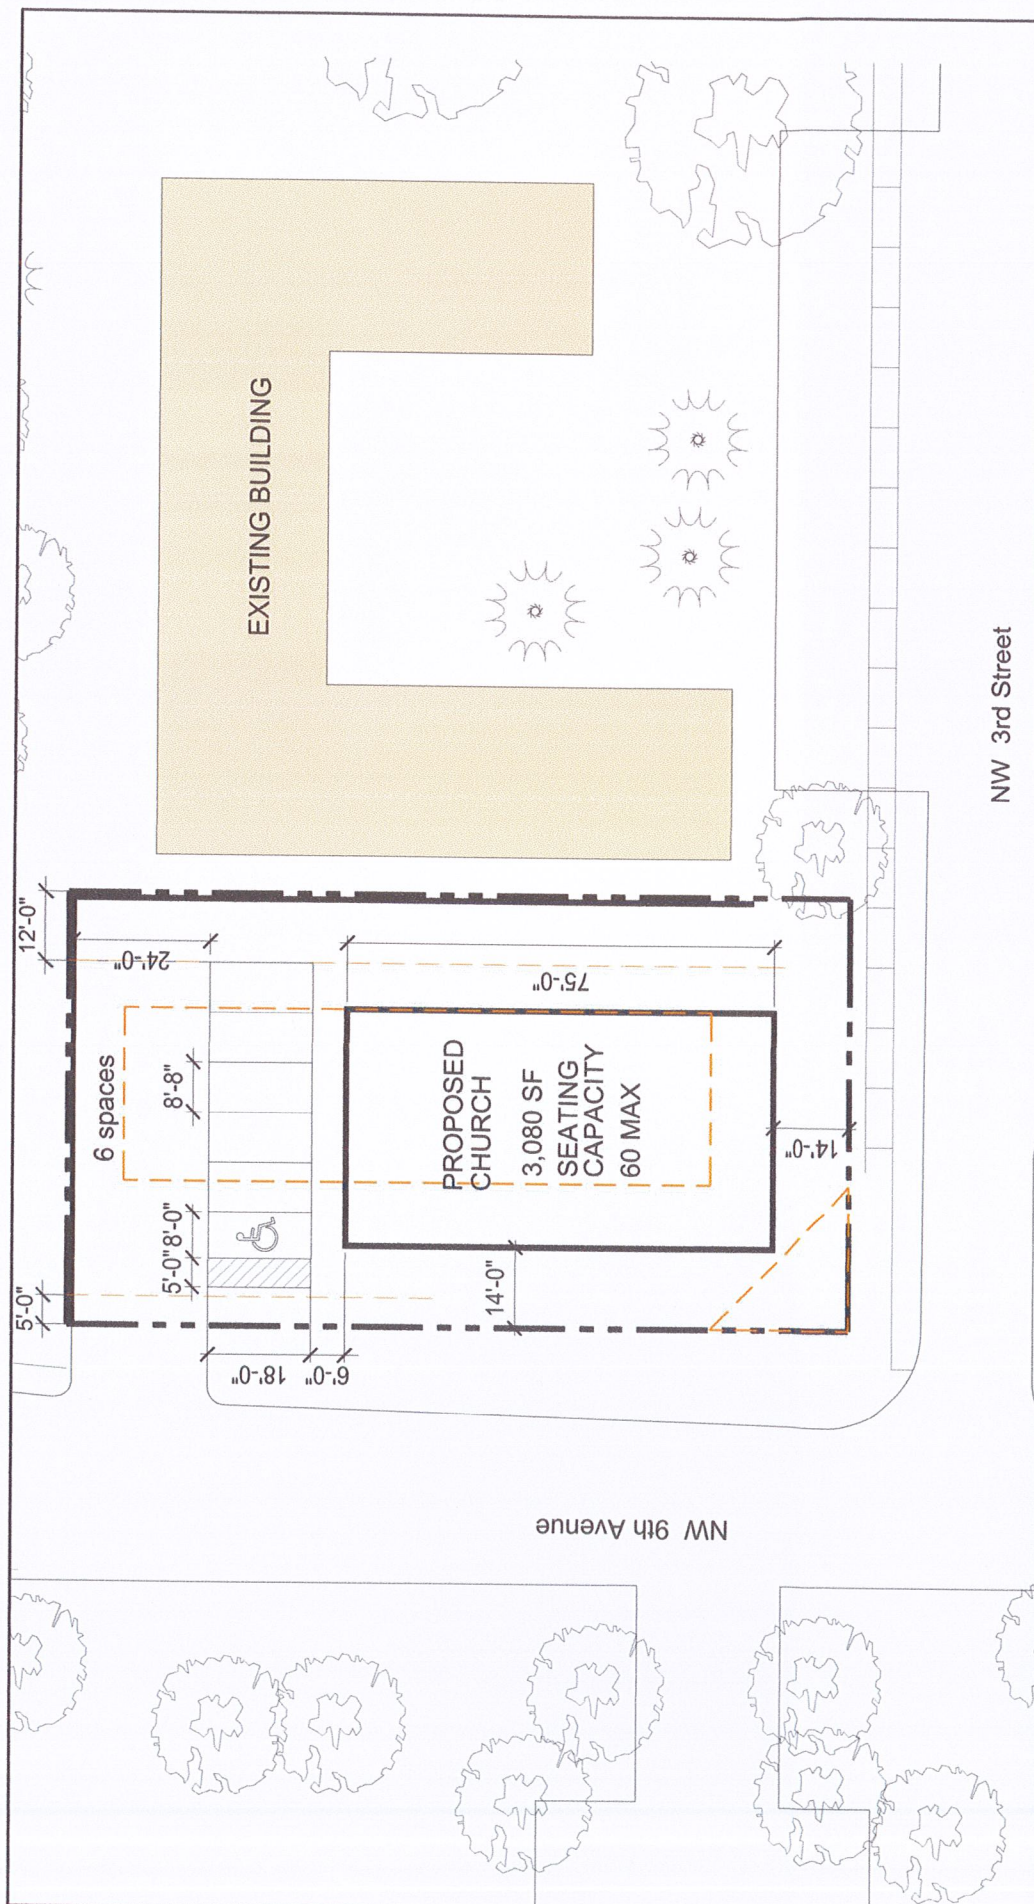 EXISTING BUILDING
NW 3rd Street
12'-0"
24'-0"
75'-0"
6 spaces
8'-8"
PROPOSED
CHURCH
3,080 SF
SEATING
CAPACITY
60 MAX
14'-0"
5'-0"
8'-0"
5'-0"
14'-0"
18'-0"
6'-0"
NW 9th Avenue